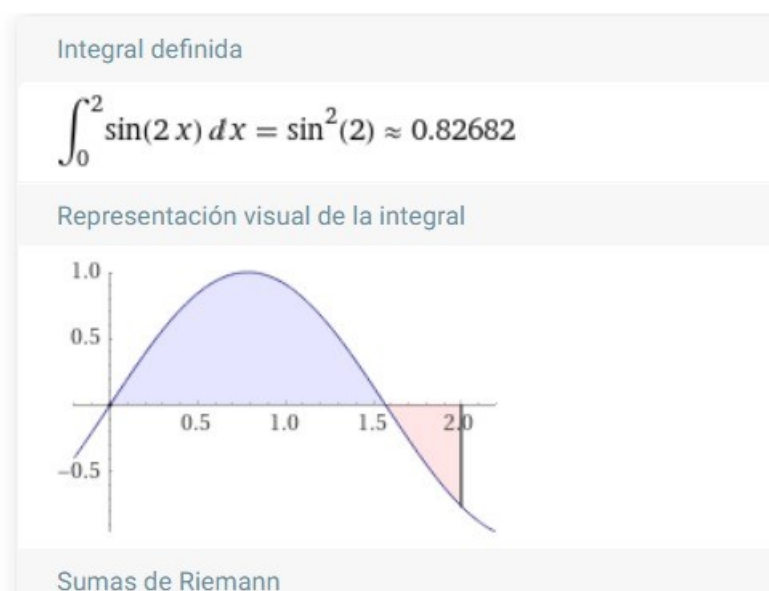 Integral definida
∫₀² sin(2 x) dx = sin²(2) ≈ 0.82682
Representación visual de la integral
1.0
0.5
0.5 1.0 1.5 2.0
−0.5
Sumas de Riemann